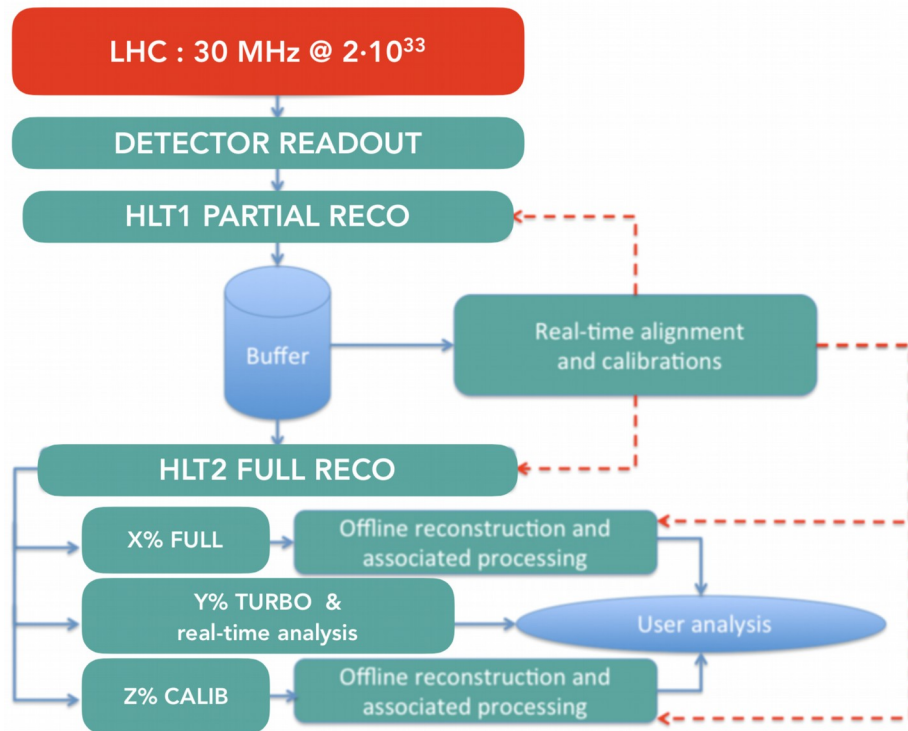 LHC : 30 MHz @ 2·10³³
DETECTOR READOUT
HLT1 PARTIAL RECO
Buffer
Real-time alignment
and calibrations
HLT2 FULL RECO
X% FULL
Offline reconstruction and
associated processing
Y% TURBO &
real-time analysis
User analysis
Z% CALIB
Offline reconstruction and
associated processing